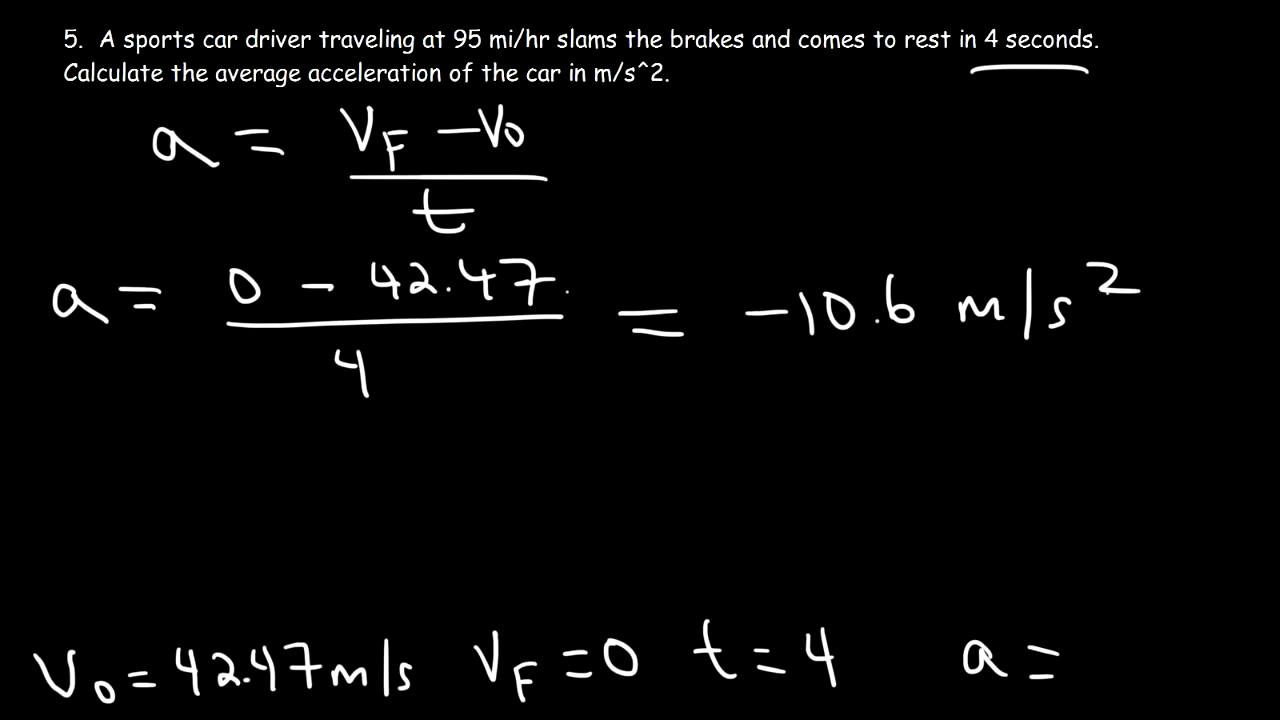 5. A sports car driver traveling at 95 mi/hr slams the brakes and comes to rest in 4 seconds.
Calculate the average acceleration of the car in m/s^2.
a = (V_F - V_0) / t
a = (0 - 42.47) / 4 = -10.6 m/s²
V_0 = 42.47 m/s V_F = 0 t = 4 a =